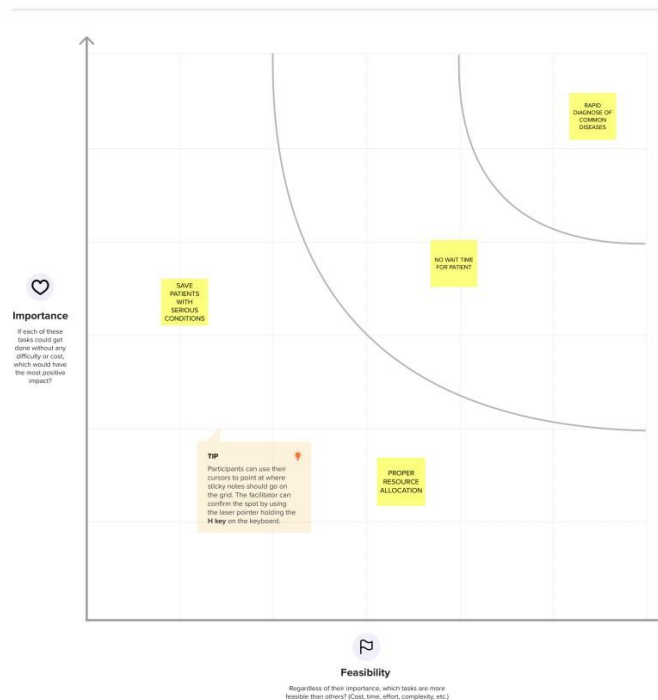 RAPID
DIAGNOSE OF
COMMON
DISEASES
NO WAIT TIME
FOR PATIENT
SAVE
PATIENTS
WITH
SERIOUS
CONDITIONS
Importance
If each of these
tasks could get
done without any
difficulty or cost,
which would have
the most positive
impact?
TIP
Participants can use their
cursors to point at where
sticky notes should go on
the grid. The facilitator can
confirm the spot by using
the laser pointer holding the
H key on the keyboard.
PROPER
RESOURCE
ALLOCATION
Feasibility
Regardless of their importance, which tasks are more
feasible than others? (Cost, time, effort, complexity, etc.)